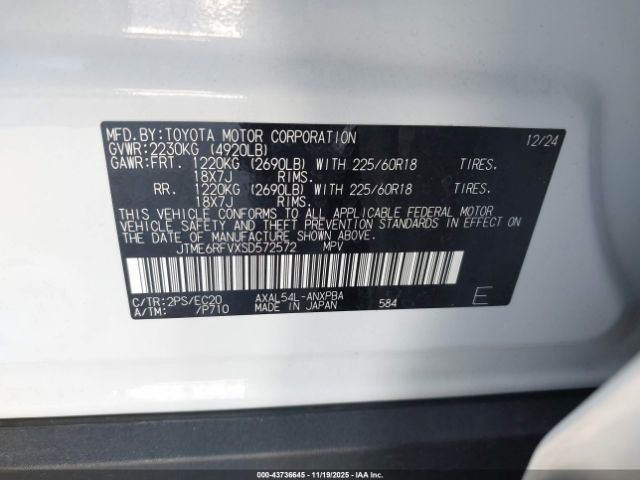 MFD.BY:TOYOTA MOTOR CORPORATION 12/24
GVWR:2230KG (4920LB)
GAWR:FRT. 1220KG (2690LB) WITH 225/60R18 TIRES.
18X7J RIMS.
RR. 1220KG (2690LB) WITH 225/60R18 TIRES.
18X7J RIMS.
THIS VEHICLE CONFORMS TO ALL APPLICABLE FEDERAL MOTOR
VEHICLE SAFETY AND THEFT PREVENTION STANDARDS IN EFFECT
ON THE DATE OF MANUFACTURE SHOWN ABOVE.
JTME6RFVXSD572572 MPV
C/TR:2PS/EC20 AXAL54L-ANXPBA
A/TM: /P710 MADE IN JAPAN 584 E
000-43736645 - 11/19/2025 - IAA Inc.